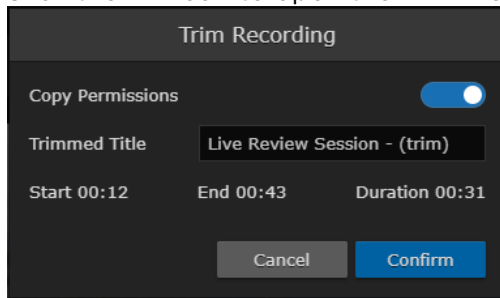 Trim Recording
Copy Permissions
Trimmed Title Live Review Session - (trim)
Start 00:12 End 00:43 Duration 00:31
Cancel Confirm